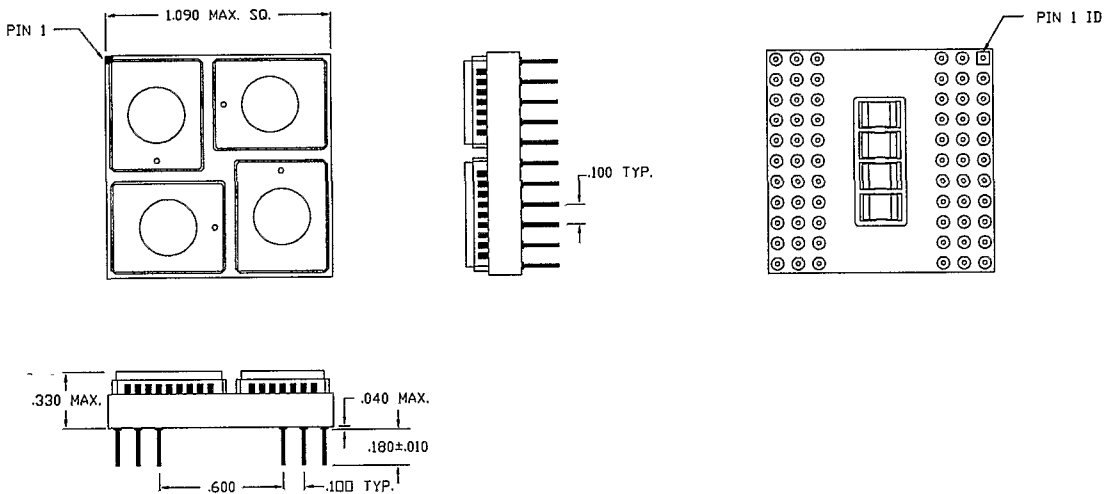 1.090 MAX. SQ.
PIN 1
PIN 1 ID
.100 TYP.
.330 MAX.
.040 MAX.
.180±.010
.600
.100 TYP.